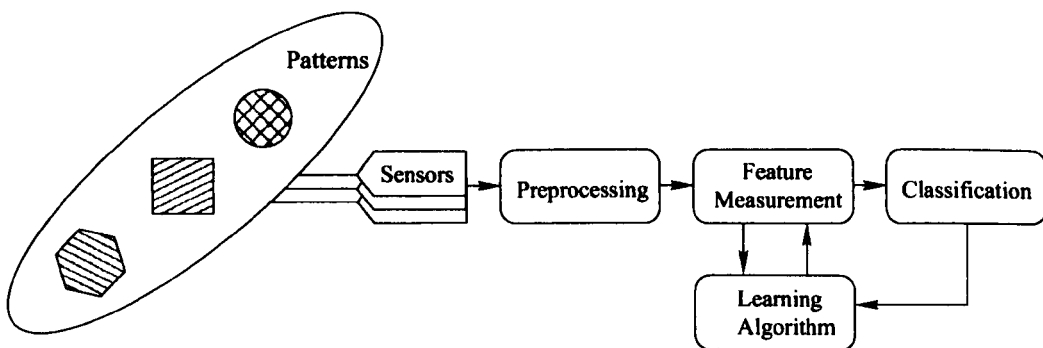 Patterns
Sensors
Preprocessing
Feature
Measurement
Classification
Learning
Algorithm